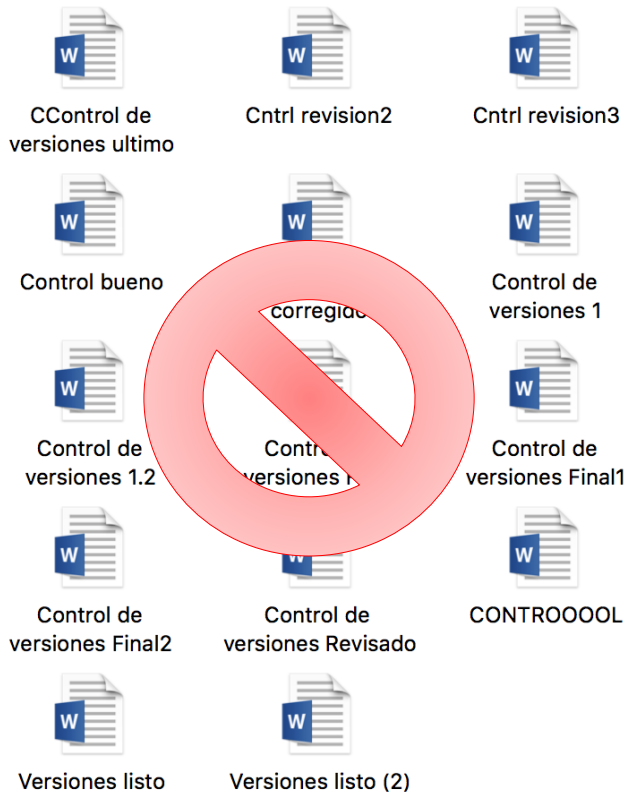 CControl de
versiones ultimo
Cntrl revision2
Cntrl revision3
Control bueno
corregido
Control de
versiones 1
Control de
versiones 1.2
versiones
Control de
versiones Final1
Control de
versiones Final2
Control de
versiones Revisado
CONTROOOOL
Versiones listo
Versiones listo (2)